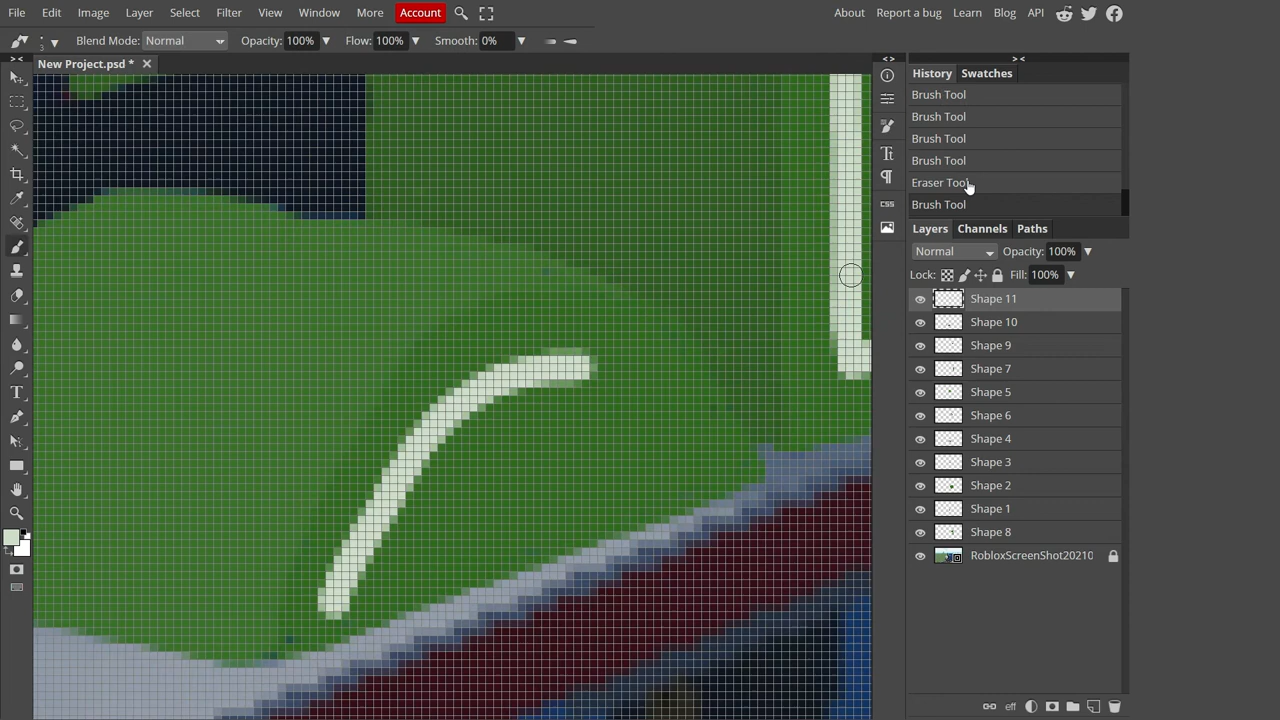 File Edit Image Layer Select Filter View Window More Account About Report a bug Learn Blog API
3 Blend Mode: Normal Opacity: 100% Flow: 100% Smooth: 0%
New Project.psd *
History Swatches
Brush Tool
Brush Tool
Brush Tool
Brush Tool
Eraser Tool
Brush Tool
Layers Channels Paths
Normal Opacity: 100%
Lock: Fill: 100%
CSS
Shape 11
Shape 10
Shape 9
Shape 7
Shape 5
Shape 6
Shape 4
Shape 3
Shape 2
Shape 1
Shape 8
RobloxScreenShot20210
eff